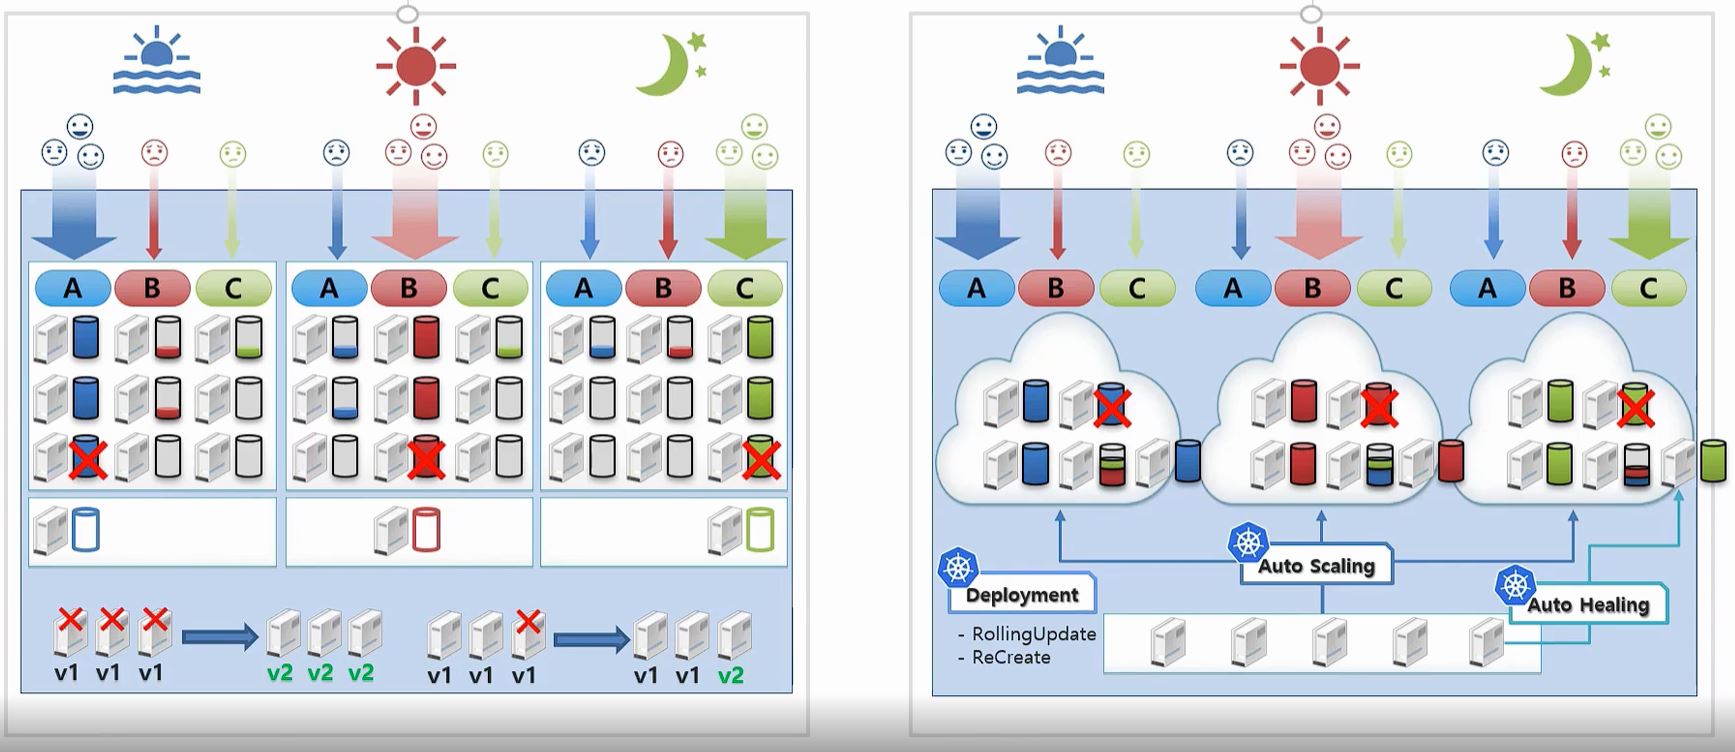 A B C A B C A B C
v1 v1 v1 v2 v2 v2 v1 v1 v1 v1 v1 v2
A B C A B C A B C
Auto Scaling
Deployment
Auto Healing
- RollingUpdate
- ReCreate